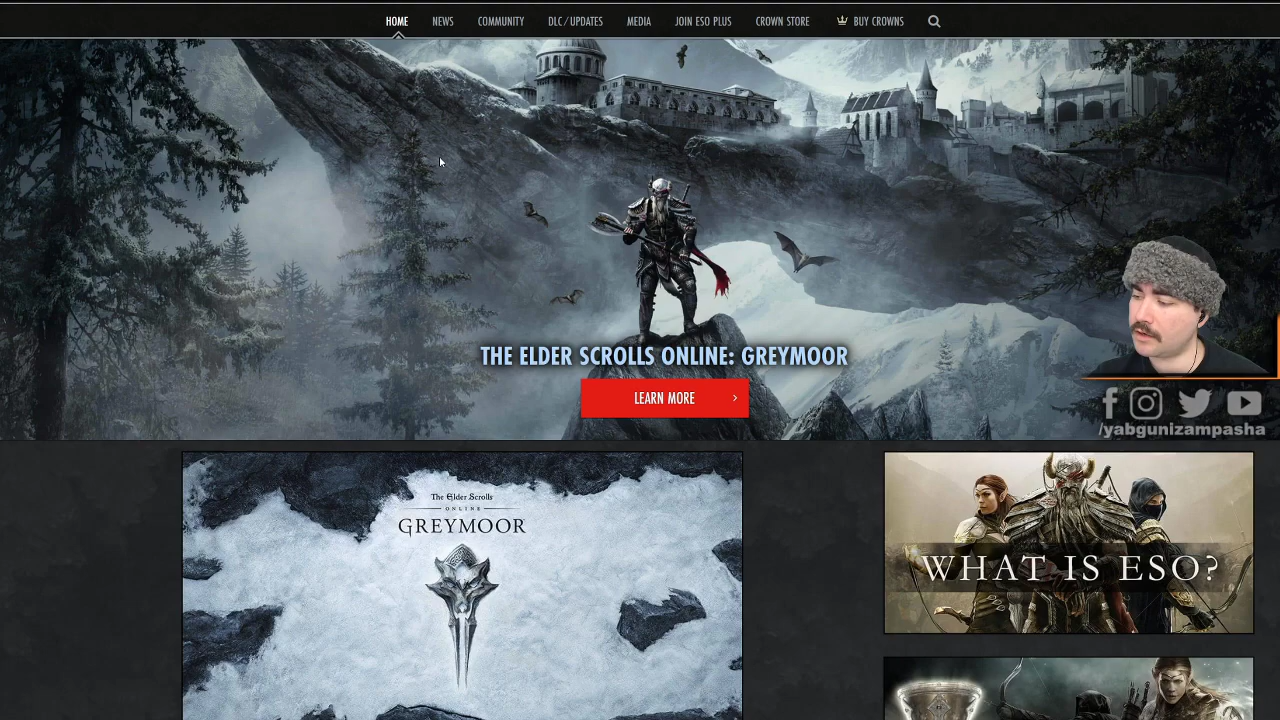 HOME
NEWS
COMMUNITY
DLC / UPDATES
MEDIA
JOIN ESO PLUS
CROWN STORE
BUY CROWNS
THE ELDER SCROLLS ONLINE: GREYMOOR
LEARN MORE
/yabgunizampasha
The Elder Scrolls
ONLINE
GREYMOOR
WHAT IS ESO?